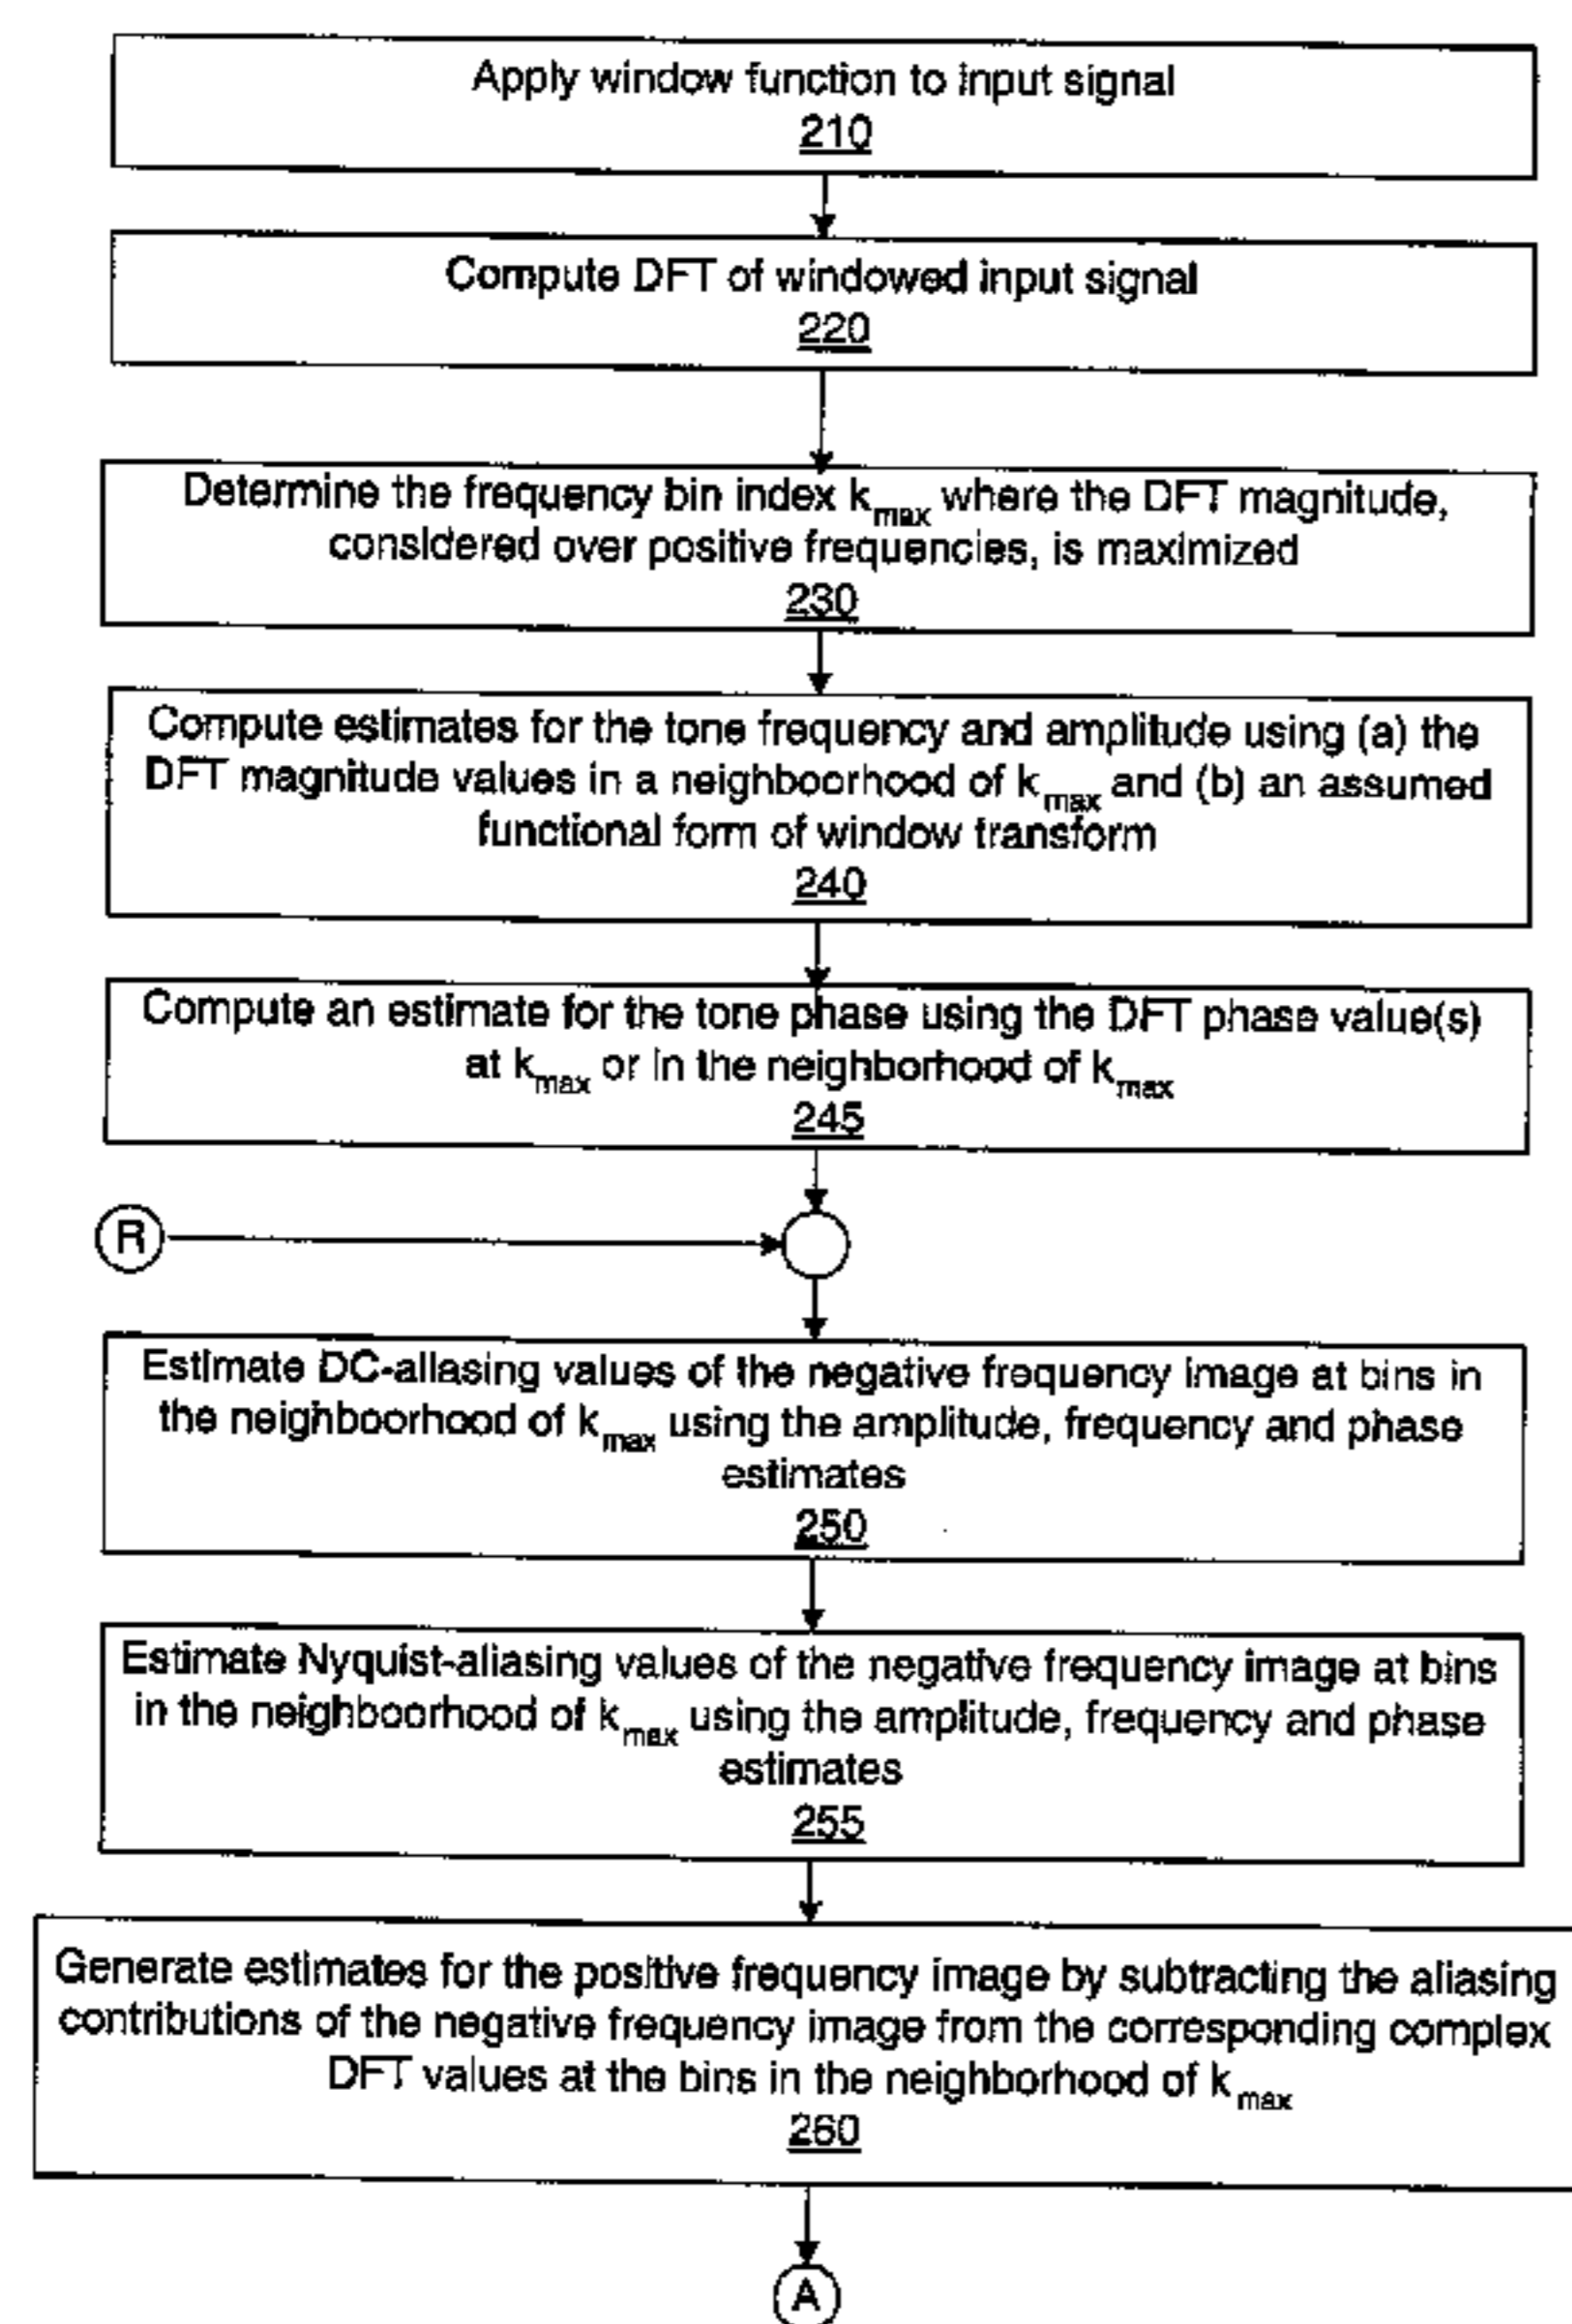 Apply window function to input signal
210
Compute DFT of windowed input signal
220
Determine the frequency bin index kmax where the DFT magnitude,
considered over positive frequencies, is maximized
230
Compute estimates for the tone frequency and amplitude using (a) the
DFT magnitude values in a neighboorhood of kmax and (b) an assumed
functional form of window transform
240
Compute an estimate for the tone phase using the DFT phase value(s)
at kmax or in the neighborhood of kmax
245
R
Estimate DC-aliasing values of the negative frequency image at bins in
the neighboorhood of kmax using the amplitude, frequency and phase
estimates
250
Estimate Nyquist-aliasing values of the negative frequency image at bins
in the neighboorhood of kmax using the amplitude, frequency and phase
estimates
255
Generate estimates for the positive frequency image by subtracting the aliasing
contributions of the negative frequency image from the corresponding complex
DFT values at the bins in the neighborhood of kmax
260
A